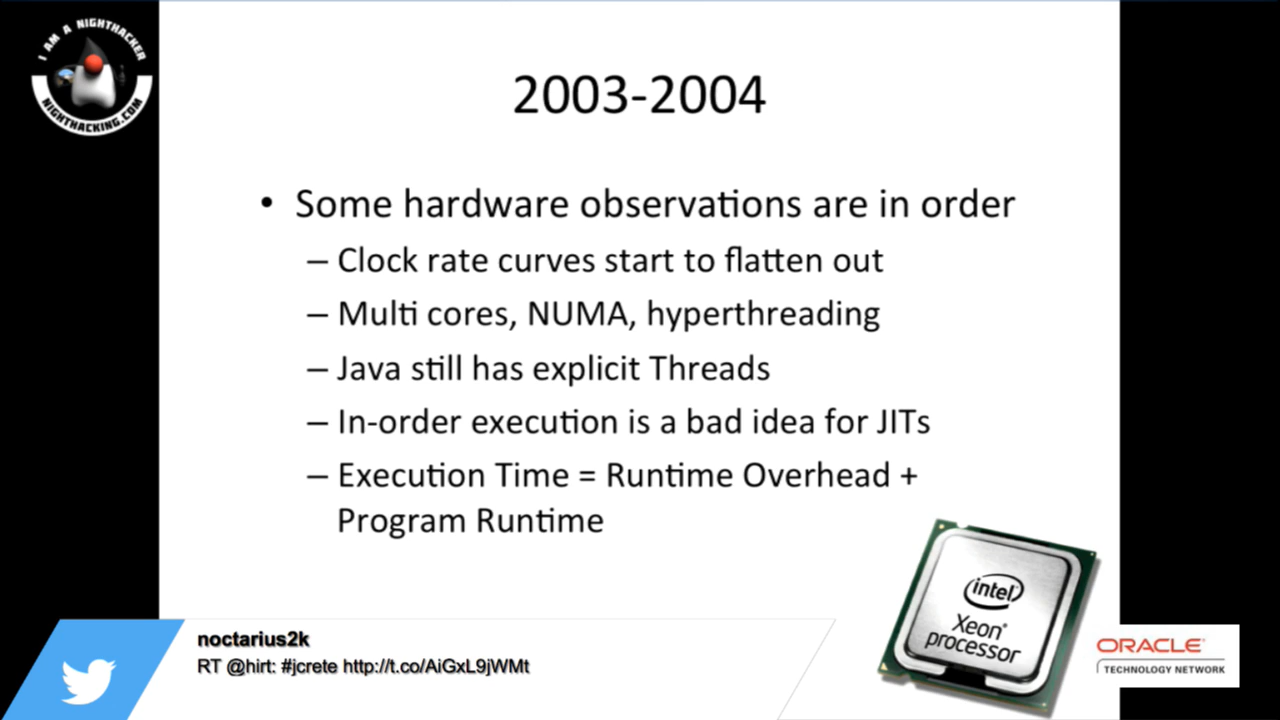 I AM A NIGHTHACKER
NIGHTHACKING.COM
2003-2004
• Some hardware observations are in order
– Clock rate curves start to flatten out
– Multi cores, NUMA, hyperthreading
– Java still has explicit Threads
– In-order execution is a bad idea for JITs
– Execution Time = Runtime Overhead +
Program Runtime
intel
Xeon®
processor
noctarius2k
RT @hirt: #jcrete http://t.co/AiGxL9jWMt
ORACLE
TECHNOLOGY NETWORK